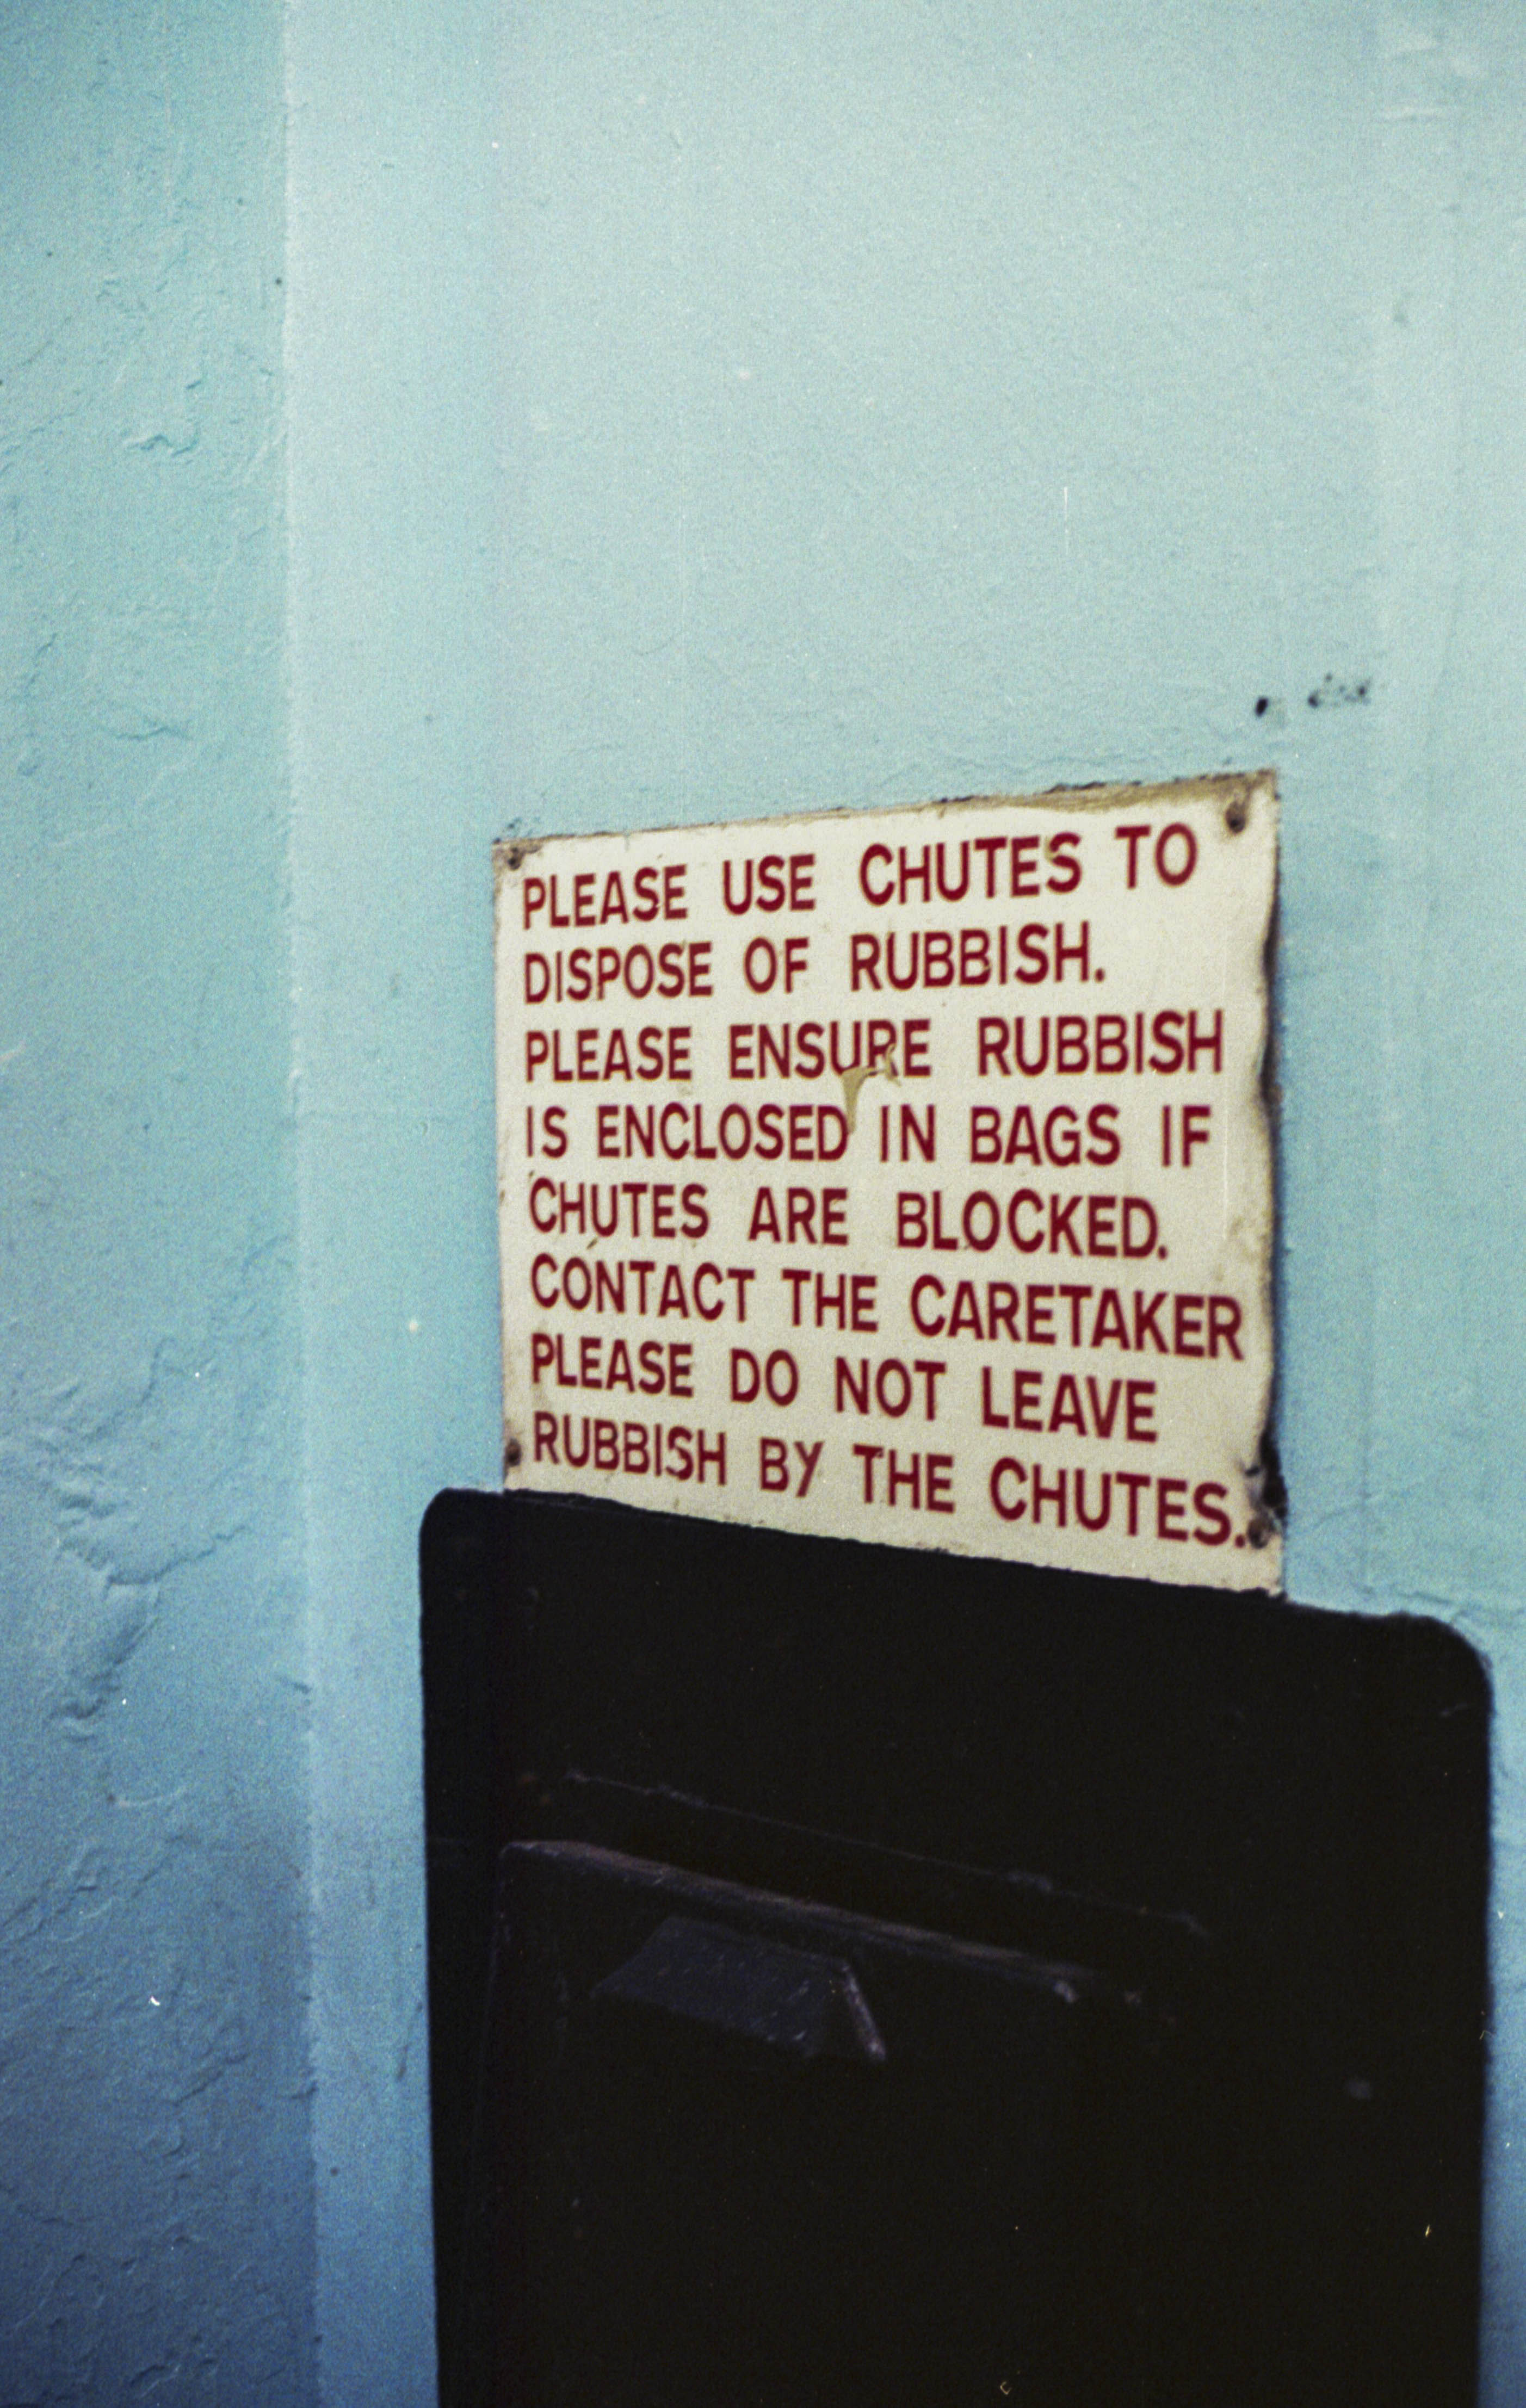 PLEASE USE CHUTES TO
DISPOSE OF RUBBISH.
PLEASE ENSURE RUBBISH
IS ENCLOSED IN BAGS IF
CHUTES ARE BLOCKED.
CONTACT THE CARETAKER
PLEASE DO NOT LEAVE
RUBBISH BY THE CHUTES.